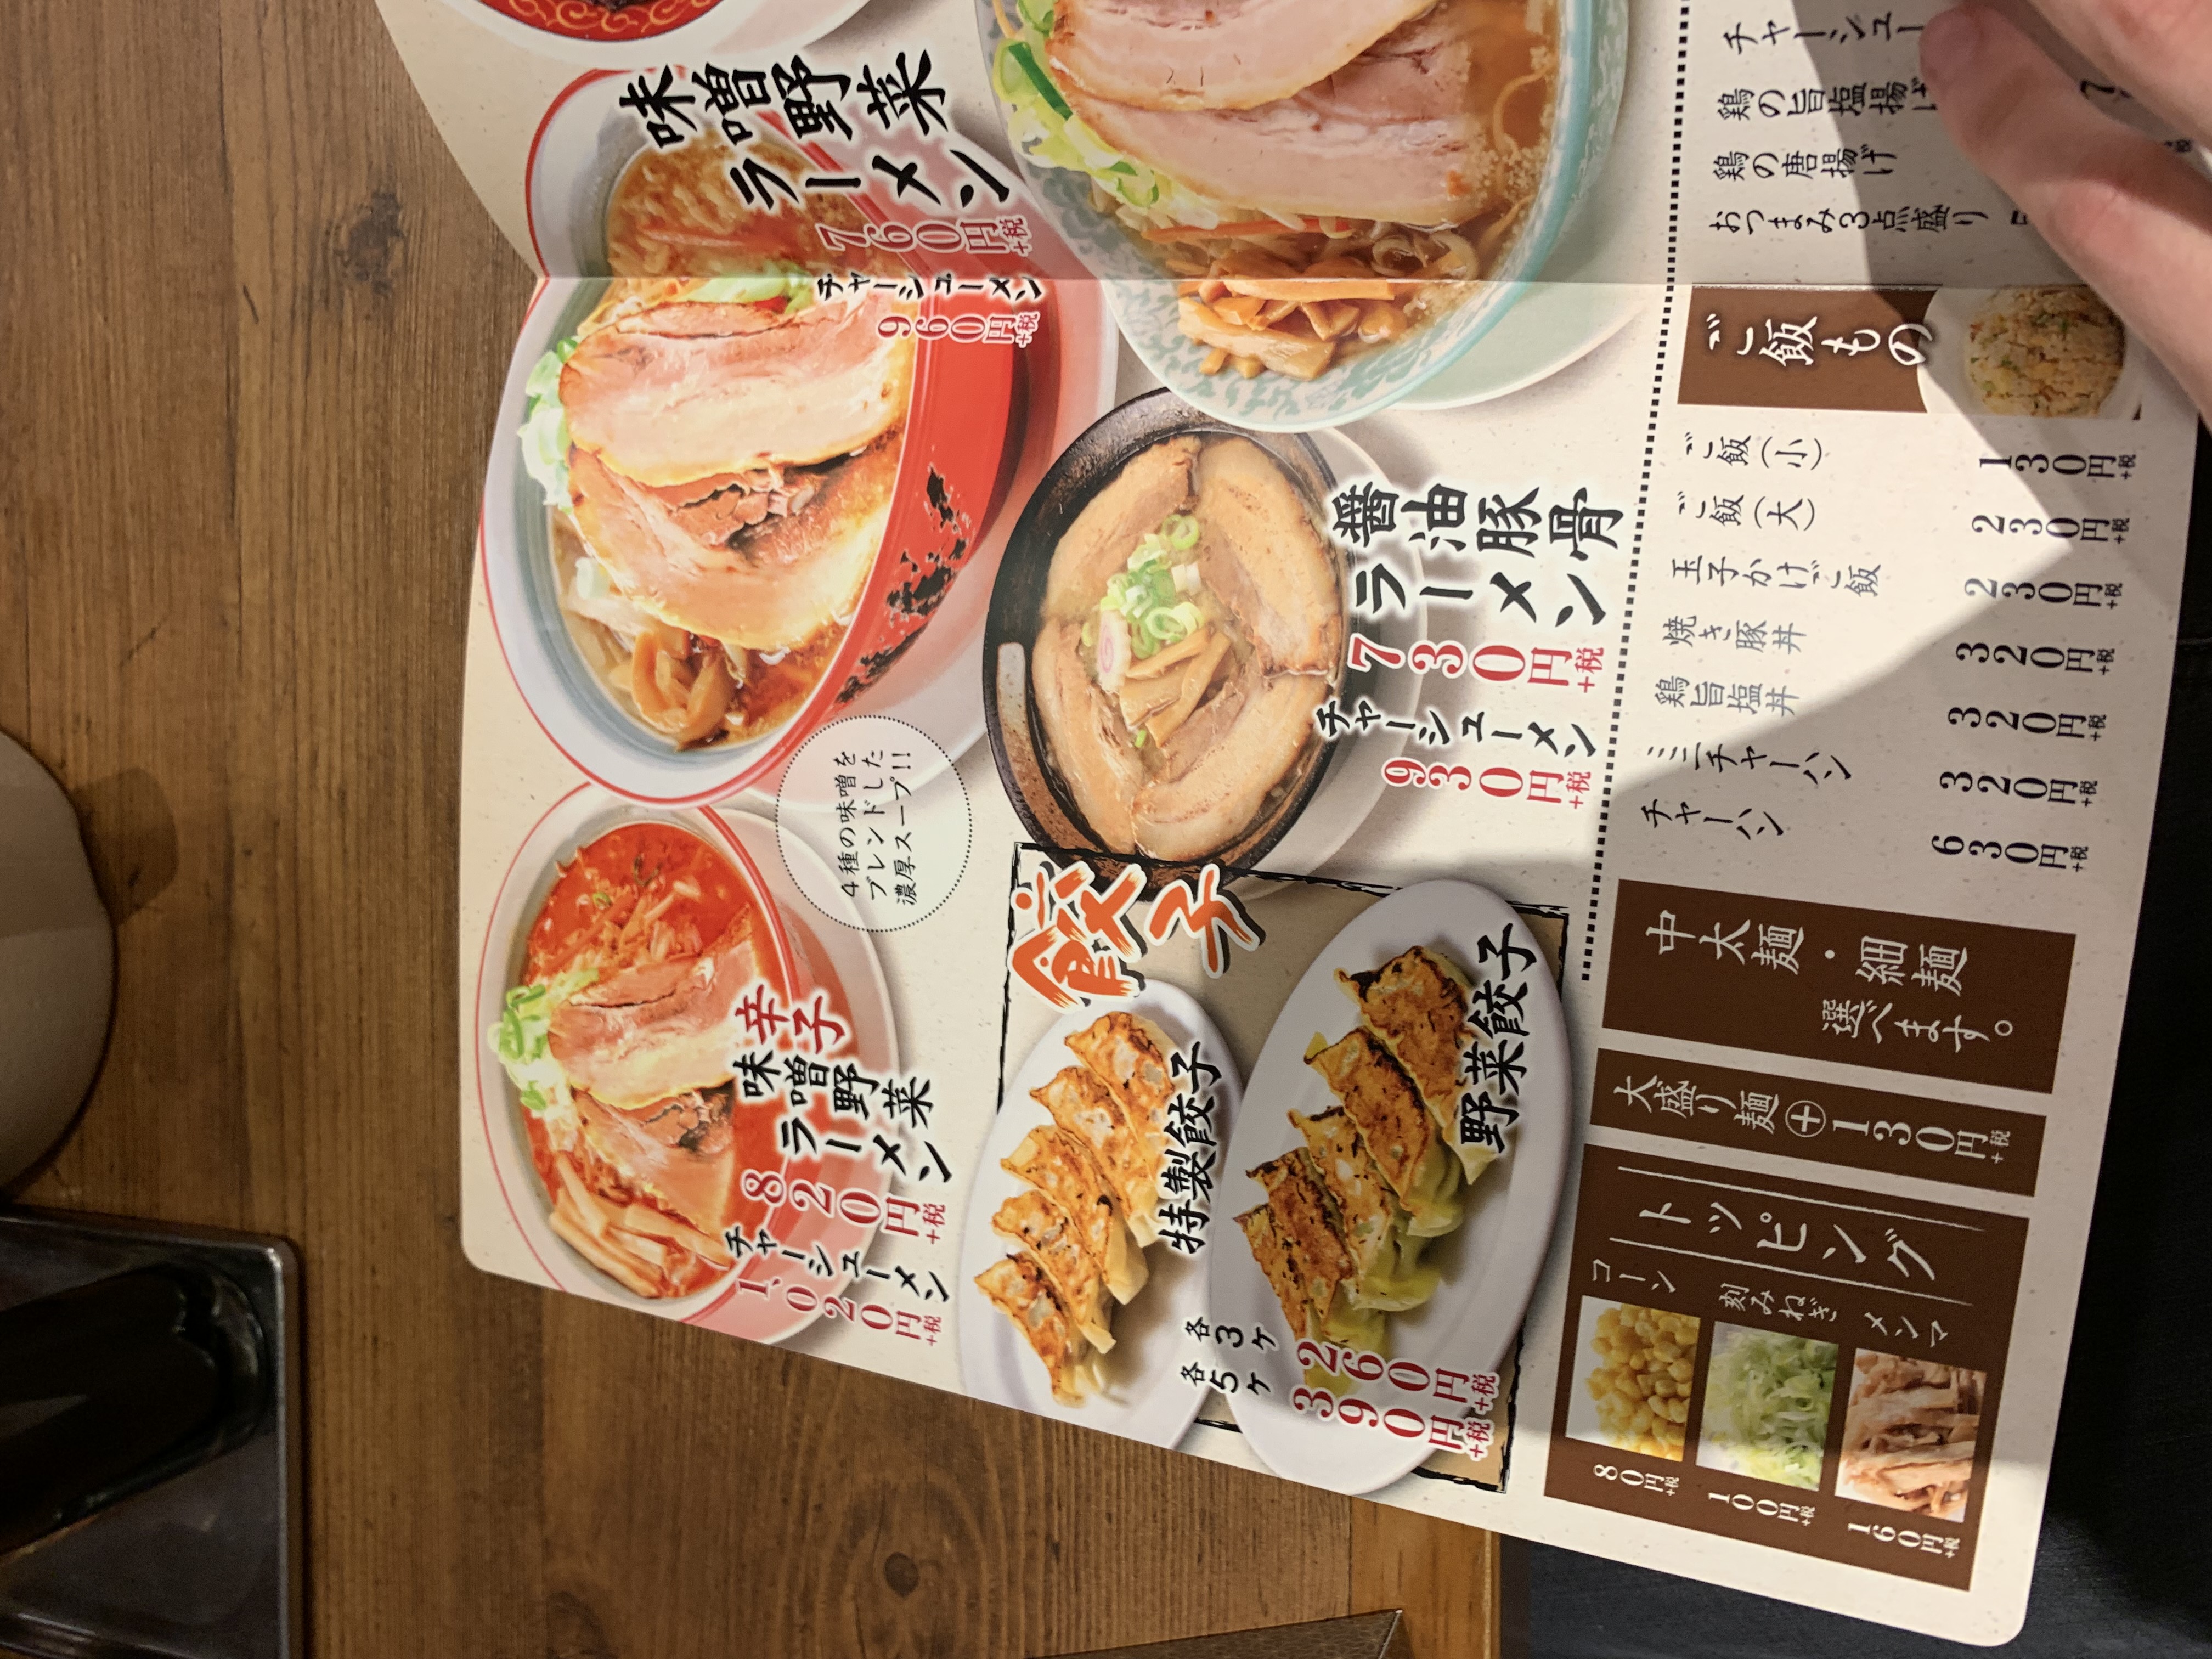 味噌野菜
ラーメン
760円+税
チャーシューメン
960円+税
4種の味噌を
ブレンドした
濃厚スープ!!
辛子
味噌野菜
ラーメン
820円+税
チャーシューメン
1,020円+税
醤油豚骨
ラーメン
730円+税
チャーシューメン
930円+税
餃子
特製餃子
野菜餃子
各3ヶ 260円+税
各5ヶ 390円+税
チャーシュー
鶏の旨塩揚げ
鶏の唐揚げ
おつまみ3点盛り
ご飯もの
ご飯(小) 130円+税
ご飯(大) 230円+税
玉子かけご飯 230円+税
焼き豚丼 320円+税
鶏旨塩丼 320円+税
ミニチャーハン 320円+税
チャーハン 630円+税
中太麺・細麺
選べます。
大盛り麺⊕130円+税
トッピング
コーン 80円+税
刻みねぎ 100円+税
メンマ 160円+税